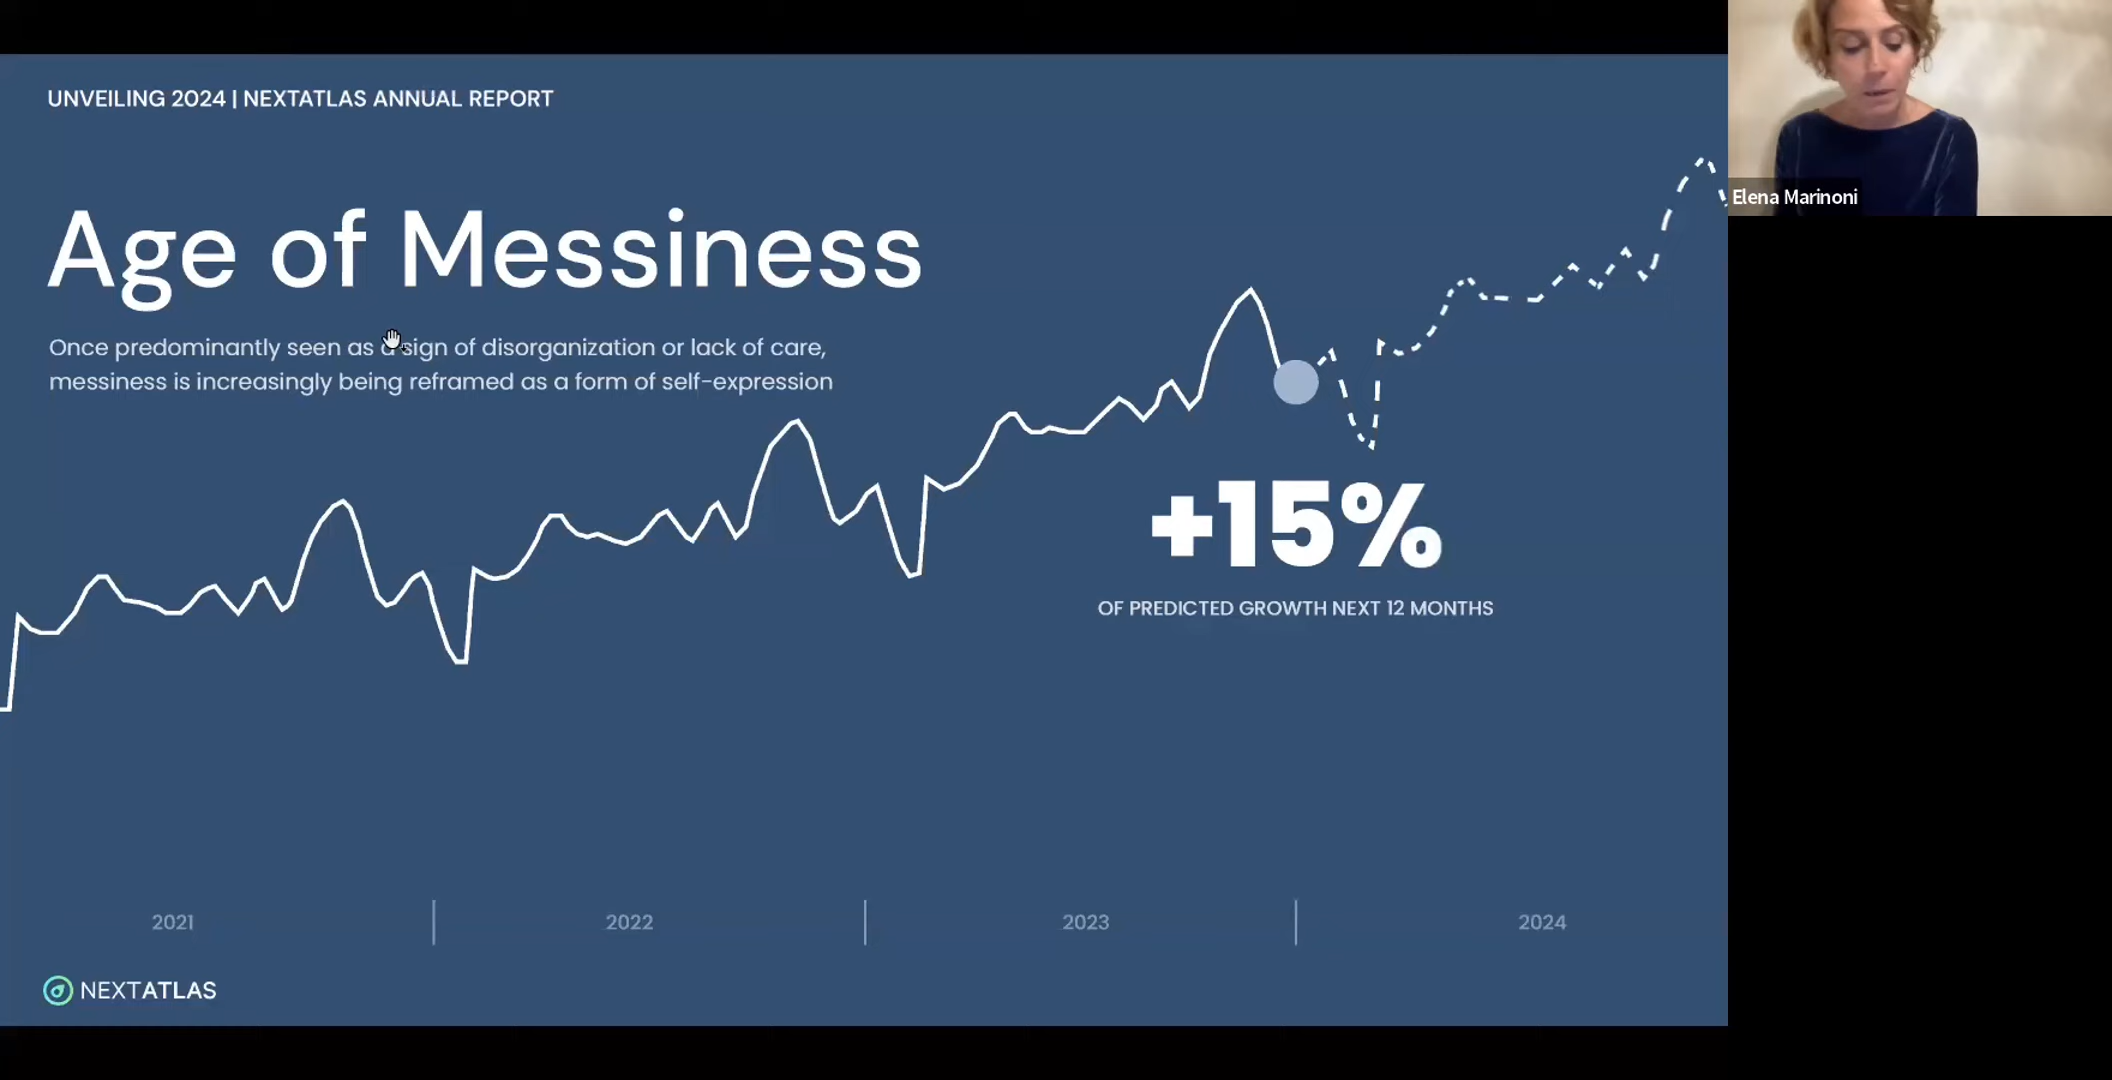 UNVEILING 2024 | NEXTATLAS ANNUAL REPORT
Elena Marinoni
Age of Messiness
Once predominantly seen as a sign of disorganization or lack of care,
messiness is increasingly being reframed as a form of self-expression
+15%
OF PREDICTED GROWTH NEXT 12 MONTHS
2021
2022
2023
2024
NEXTATLAS